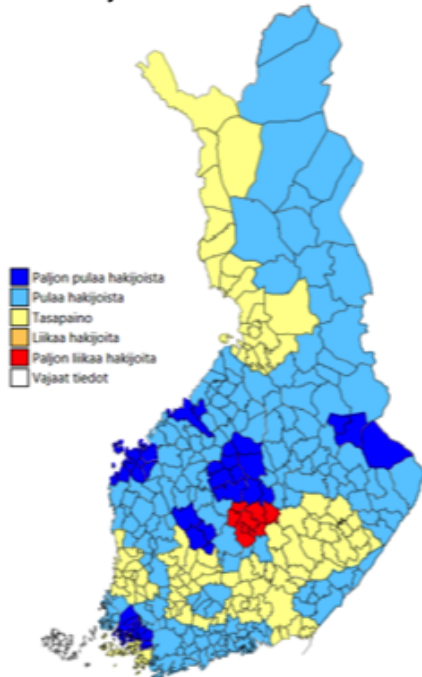 Paljon pulaa hakijoista
Pulaa hakijoista
Tasapaino
Liikaa hakijoita
Paljon liikaa hakijoita
Vajaat tiedot